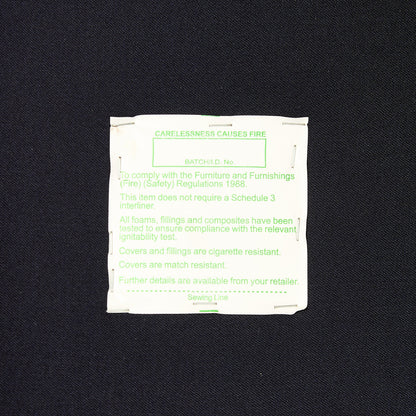 CARELESSNESS CAUSES FIRE
BATCH/I.D. No.
To comply with the Furniture and Furnishings
(Fire) (Safety) Regulations 1988.
This item does not require a Schedule 3
interliner.
All foams, fillings and composites have been
tested to ensure compliance with the relevant
ignitability test.
Covers and fillings are cigarette resistant.
Covers are match resistant.
Further details are available from your retailer.
Sewing Line